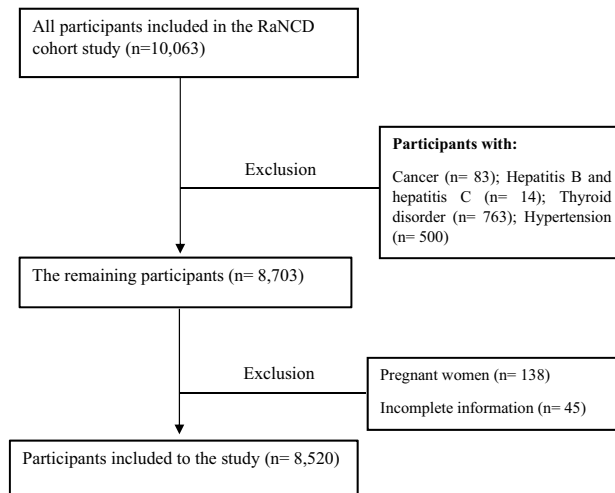 All participants included in the RaNCD
cohort study (n=10,063)
Exclusion
Participants with:
Cancer (n= 83); Hepatitis B and
hepatitis C (n= 14); Thyroid
disorder (n= 763); Hypertension
(n= 500)
The remaining participants (n= 8,703)
Exclusion
Pregnant women (n= 138)
Incomplete information (n= 45)
Participants included to the study (n= 8,520)